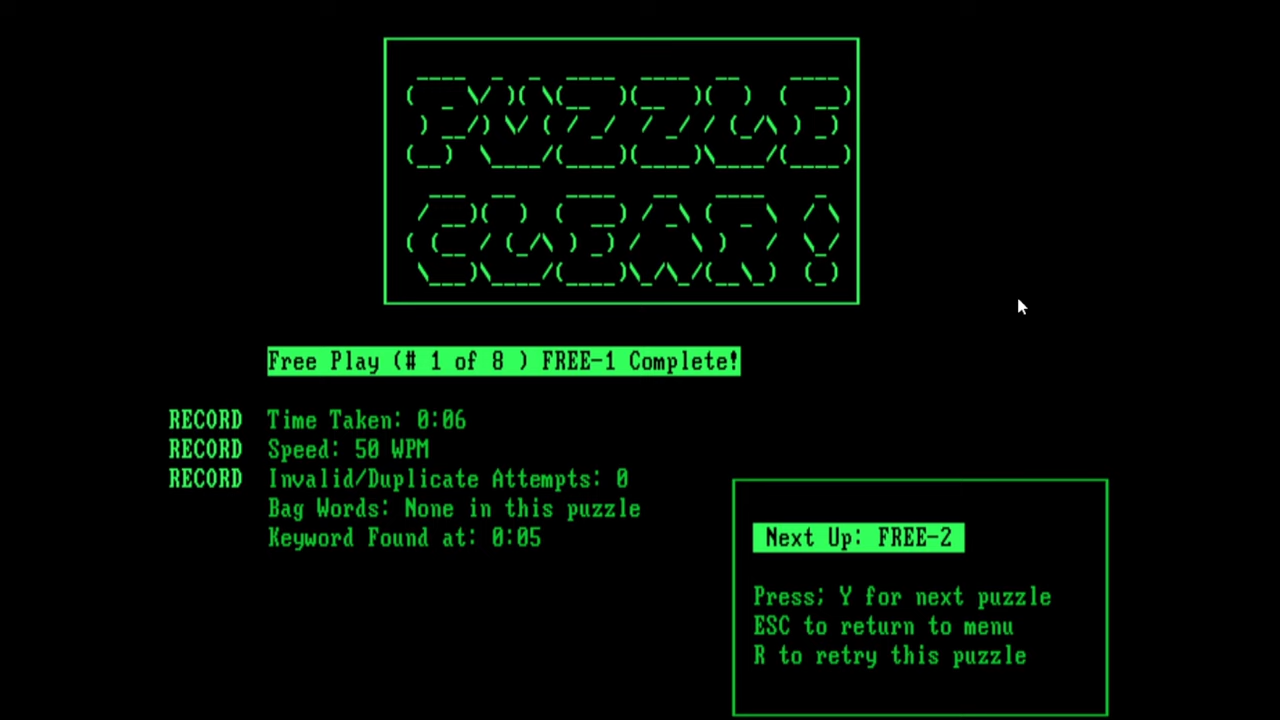 PUZZLE
CLEAR!
Free Play (# 1 of 8 ) FREE-1 Complete!
RECORD Time Taken: 0:06
RECORD Speed: 50 WPM
RECORD Invalid/Duplicate Attempts: 0
Bag Words: None in this puzzle
Keyword Found at: 0:05
Next Up: FREE-2
Press; Y for next puzzle
ESC to return to menu
R to retry this puzzle